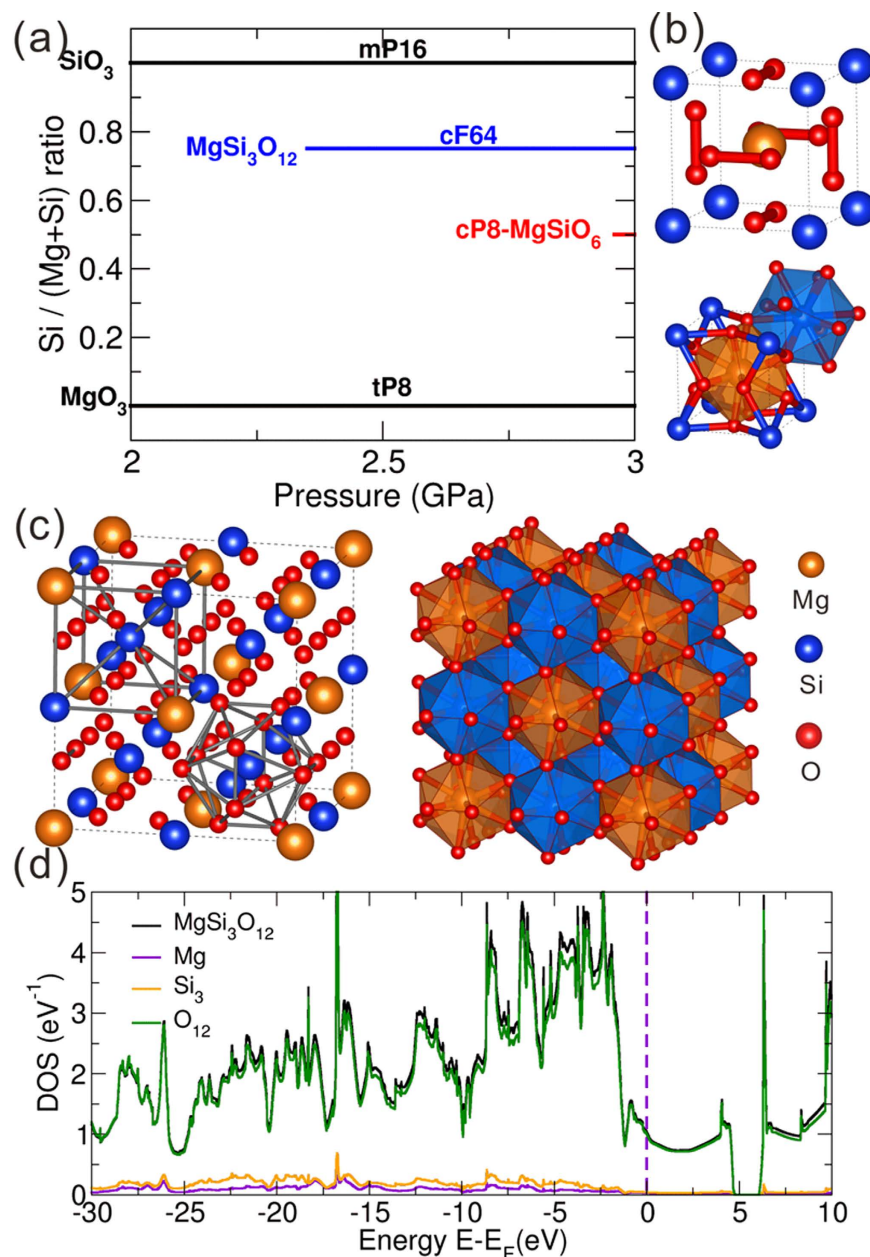 (a)
SiO₃
mP16
0.8
MgSi₃O₁₂
cF64
0.6
cP8-MgSiO₆
0.4
0.2
MgO₃
tP8
Si / (Mg+Si) ratio
2
2.5
3
Pressure (GPa)
(b)
(c)
Mg
Si
O
(d)
5
4
3
2
1
0
DOS (eV⁻¹)
MgSi₃O₁₂
Mg
Si₃
O₁₂
-30 -25 -20 -15 -10 -5 0 5 10
Energy E-E_F(eV)